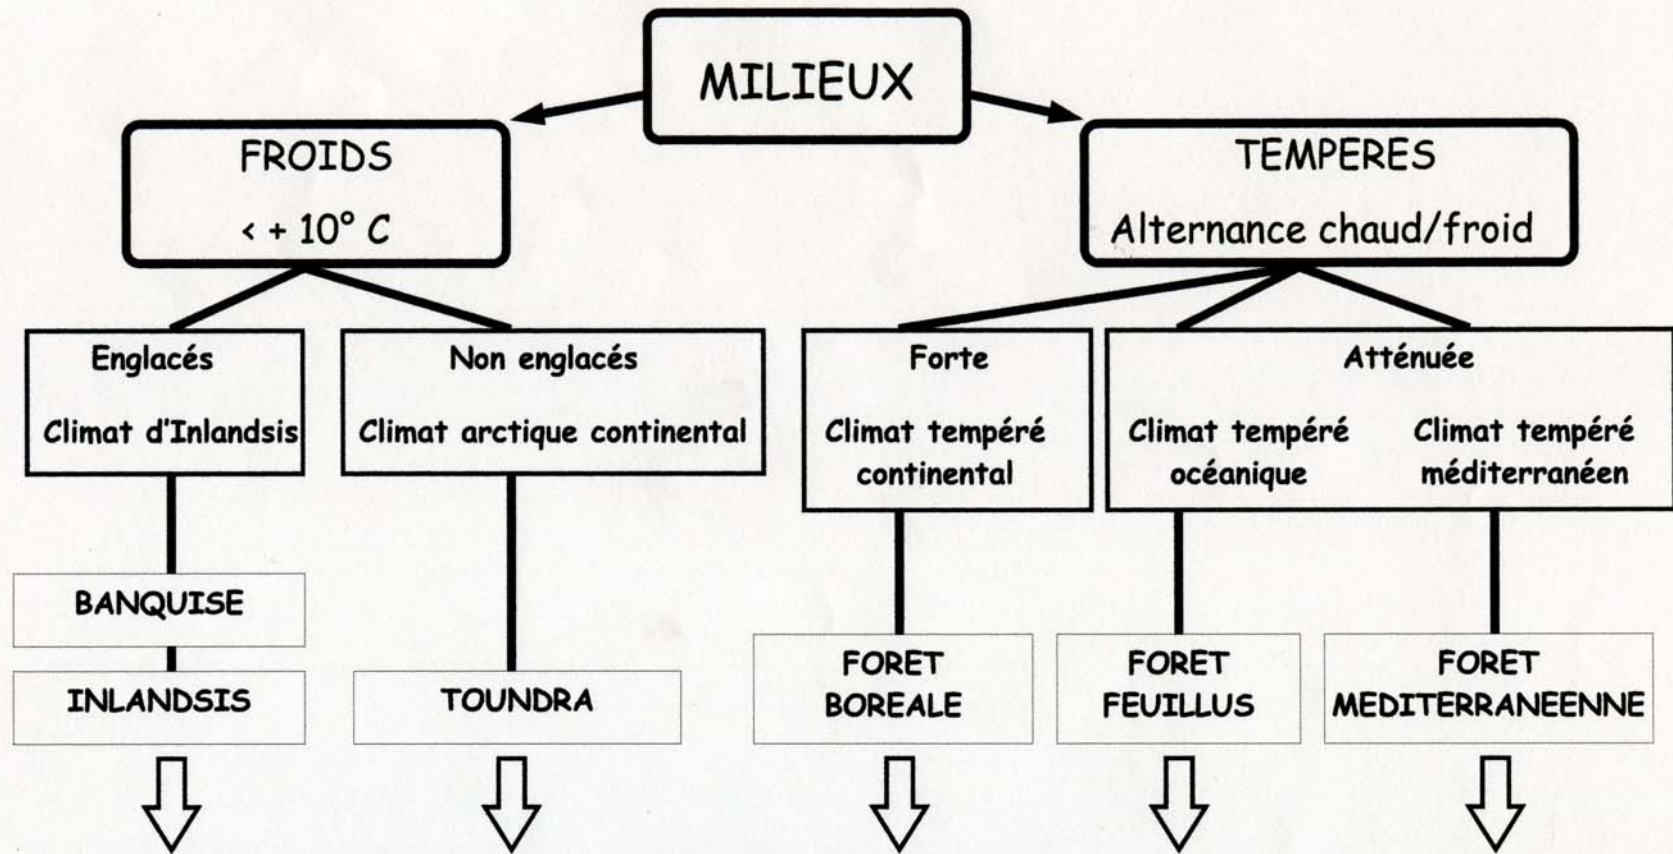 MILIEUX
FROIDS
< + 10° C
TEMPERES
Alternance chaud/froid
Englacés
Climat d'Inlandsis
Non englacés
Climat arctique continental
Forte
Climat tempéré
continental
Atténuée
Climat tempéré
océanique
Climat tempéré
méditerranéen
BANQUISE
INLANDSIS
TOUNDRA
FORET
BOREALE
FORET
FEUILLUS
FORET
MEDITERRANEENNE